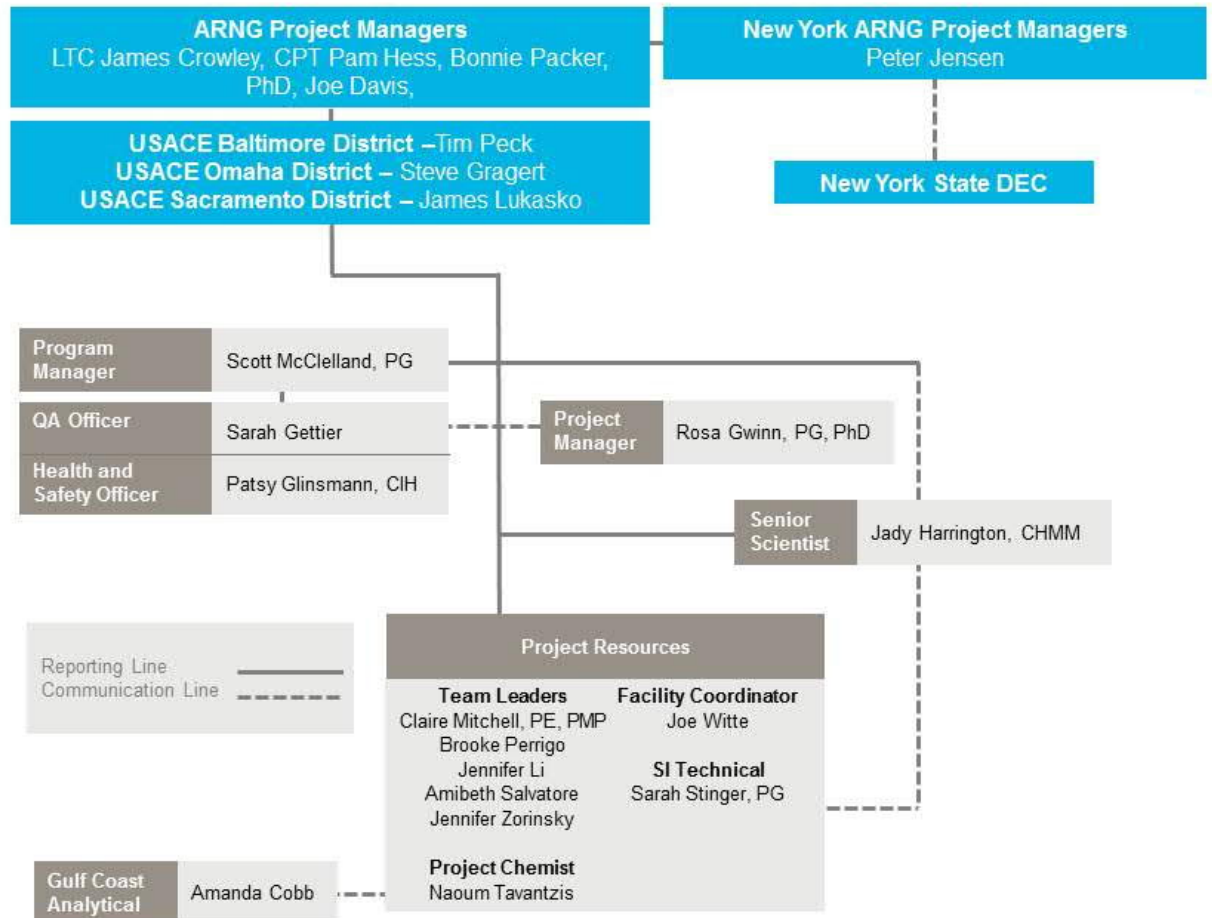 ARNG Project Managers
LTC James Crowley, CPT Pam Hess, Bonnie Packer,
PhD, Joe Davis,
New York ARNG Project Managers
Peter Jensen
USACE Baltimore District –Tim Peck
USACE Omaha District – Steve Gragert
USACE Sacramento District – James Lukasko
New York State DEC
Program
Manager
Scott McClelland, PG
QA Officer
Sarah Gettier
Health and
Safety Officer
Patsy Glinsmann, CIH
Project
Manager
Rosa Gwinn, PG, PhD
Senior
Scientist
Jady Harrington, CHMM
Reporting Line
Communication Line
Project Resources
Team Leaders
Claire Mitchell, PE, PMP
Brooke Perrigo
Jennifer Li
Amibeth Salvatore
Jennifer Zorinsky
Project Chemist
Naoum Tavantzis
Facility Coordinator
Joe Witte
SI Technical
Sarah Stinger, PG
Gulf Coast
Analytical
Amanda Cobb